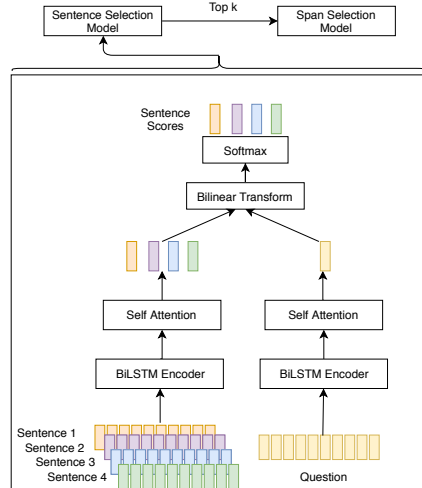 Sentence Selection
Model
Top k
Span Selection
Model
Sentence
Scores
Softmax
Bilinear Transform
Self Attention
Self Attention
BiLSTM Encoder
BiLSTM Encoder
Sentence 1
Sentence 2
Sentence 3
Sentence 4
Question